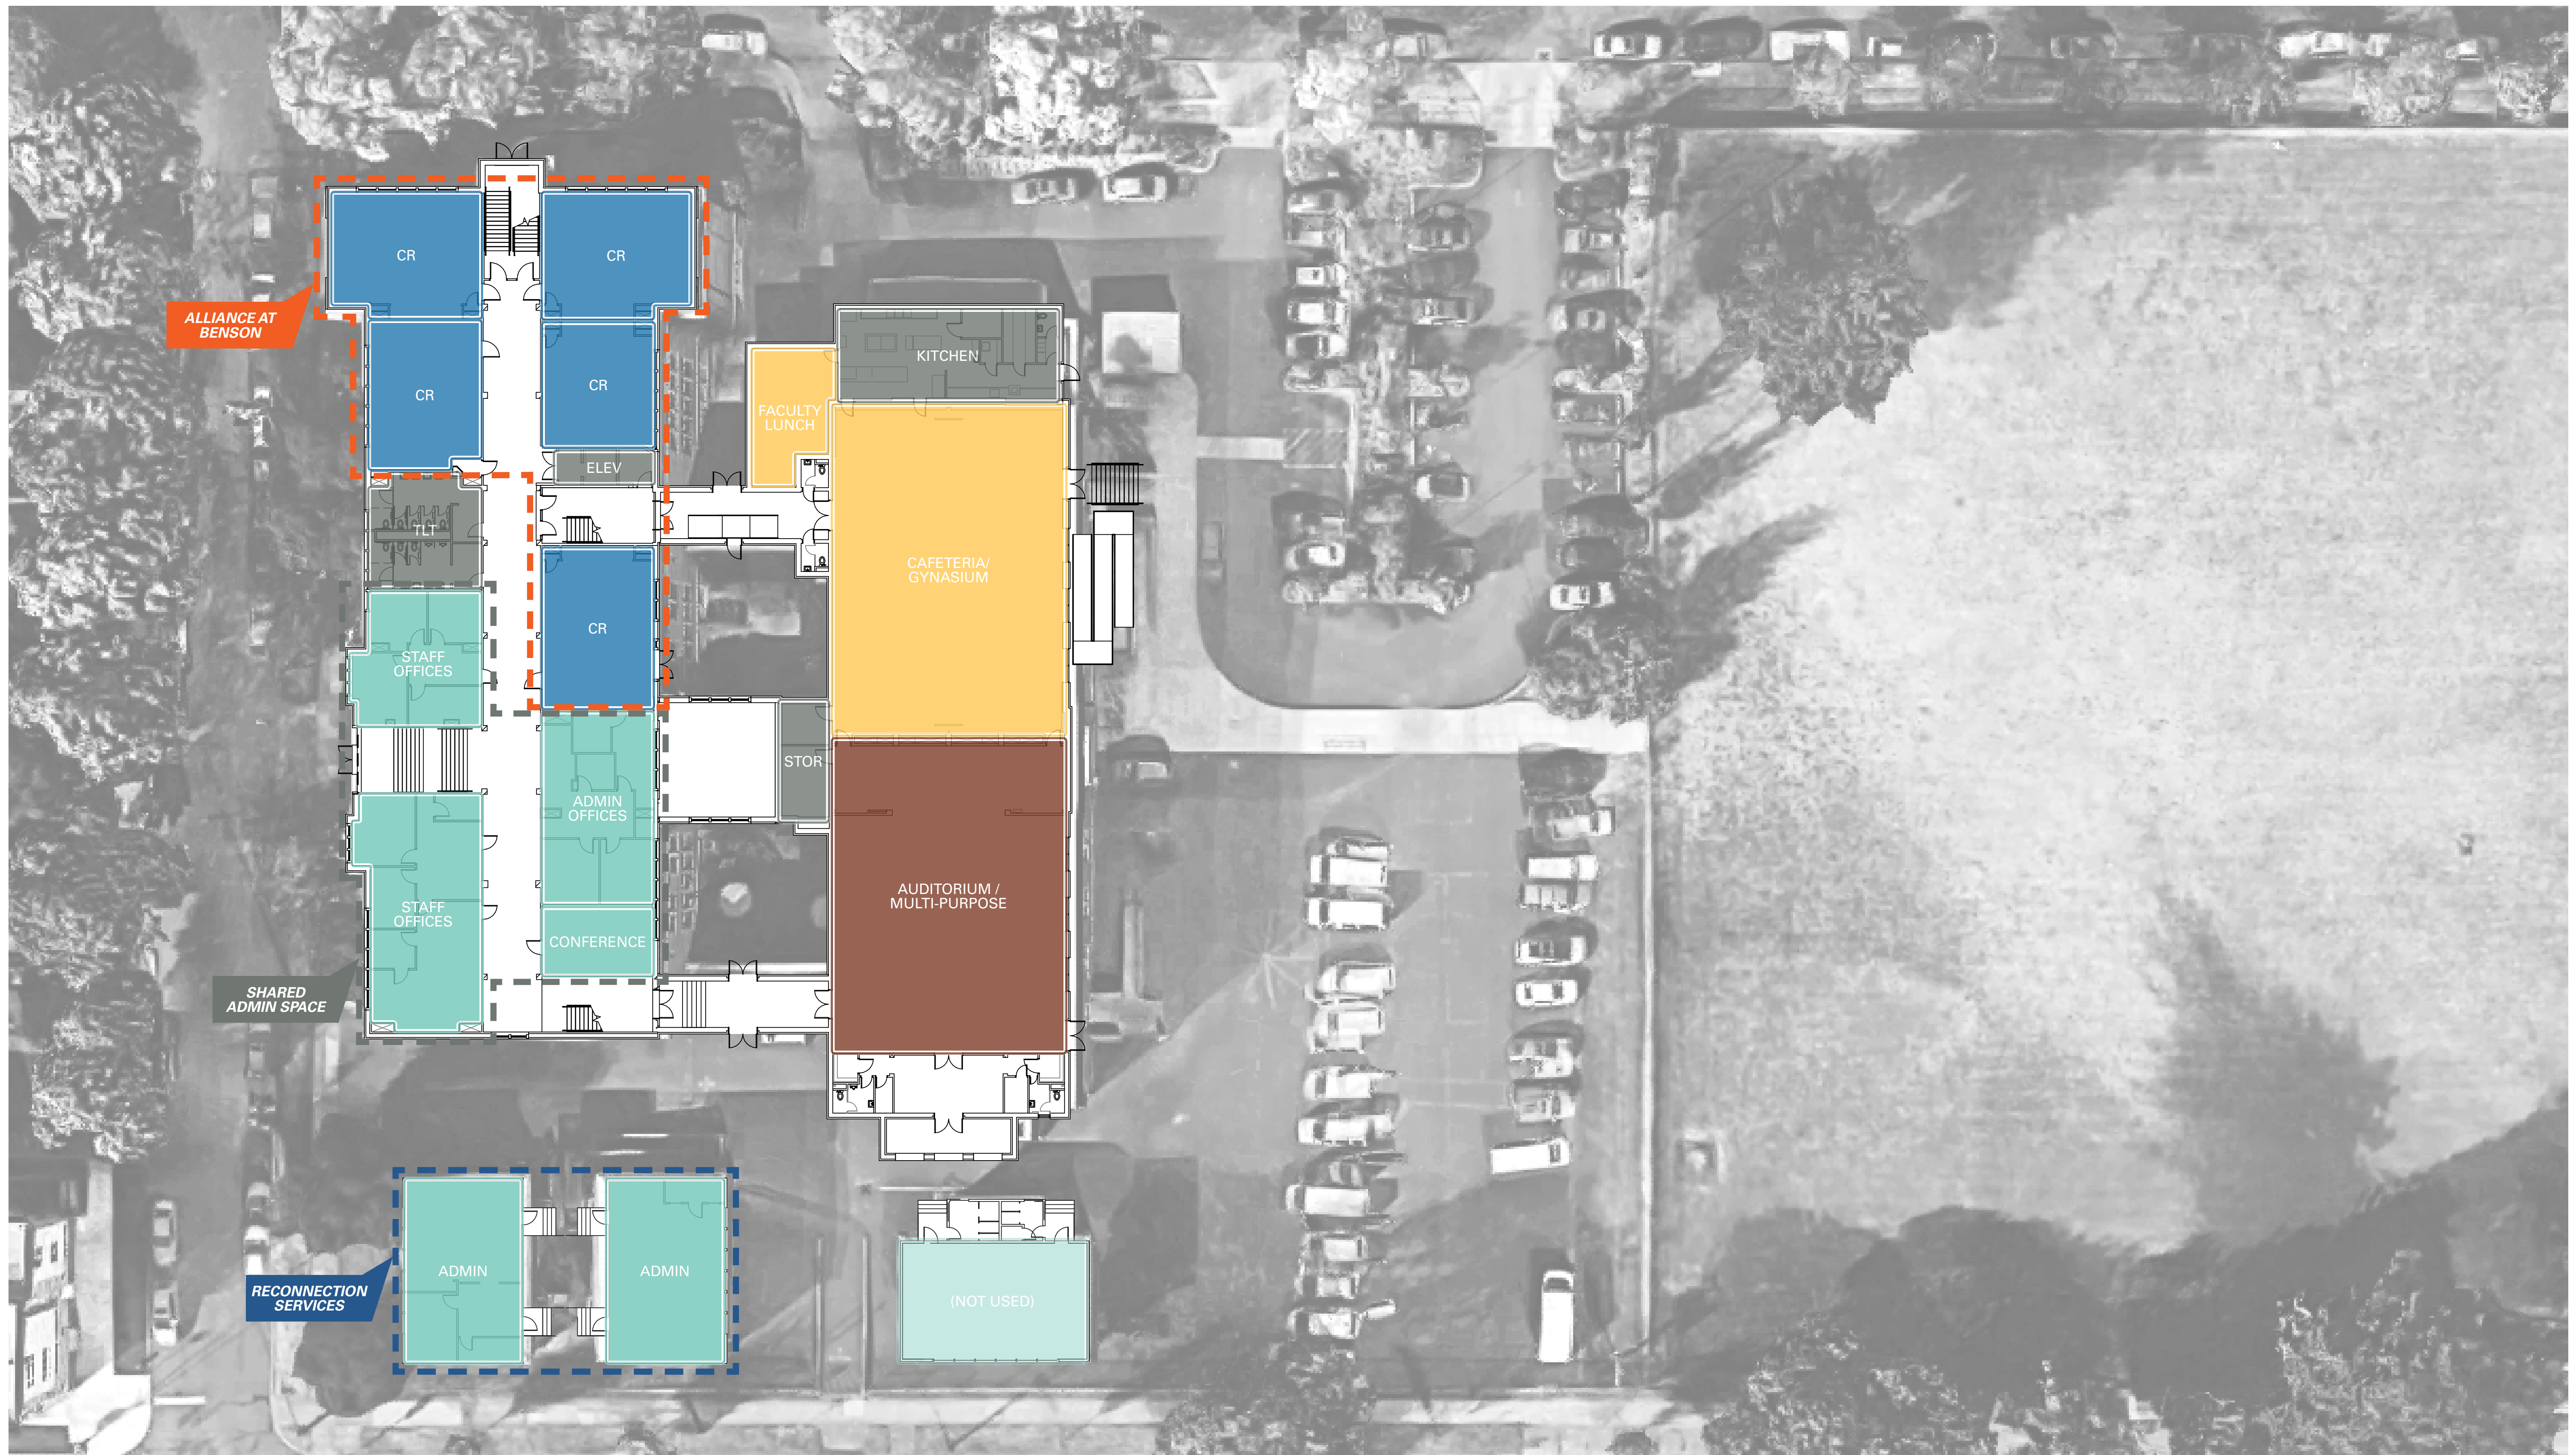 CR
CR
ALLIANCE AT
BENSON
KITCHEN
CR
CR
FACULTY
LUNCH
ELEV
TLT
CAFETERIA/
GYNASIUM
CR
STAFF
OFFICES
STOR
ADMIN
OFFICES
AUDITORIUM /
MULTI-PURPOSE
STAFF
OFFICES
CONFERENCE
SHARED
ADMIN SPACE
ADMIN
ADMIN
RECONNECTION
SERVICES
(NOT USED)